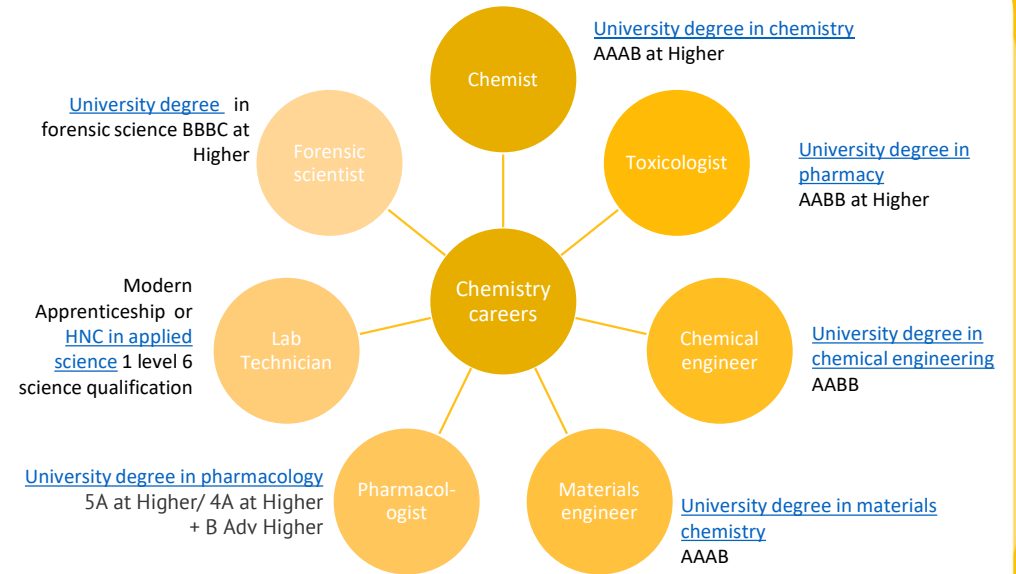 Chemist
University degree in chemistry
AAAB at Higher
Toxicologist
University degree in
pharmacy
AABB at Higher
Chemical
engineer
University degree in
chemical engineering
AABB
Materials
engineer
University degree in materials
chemistry
AAAB
Pharmacol-
ogist
University degree in pharmacology
5A at Higher/ 4A at Higher
+ B Adv Higher
Lab
Technician
Modern
Apprenticeship or
HNC in applied
science 1 level 6
science qualification
Forensic
scientist
University degree in
forensic science BBBC at
Higher
Chemistry
careers